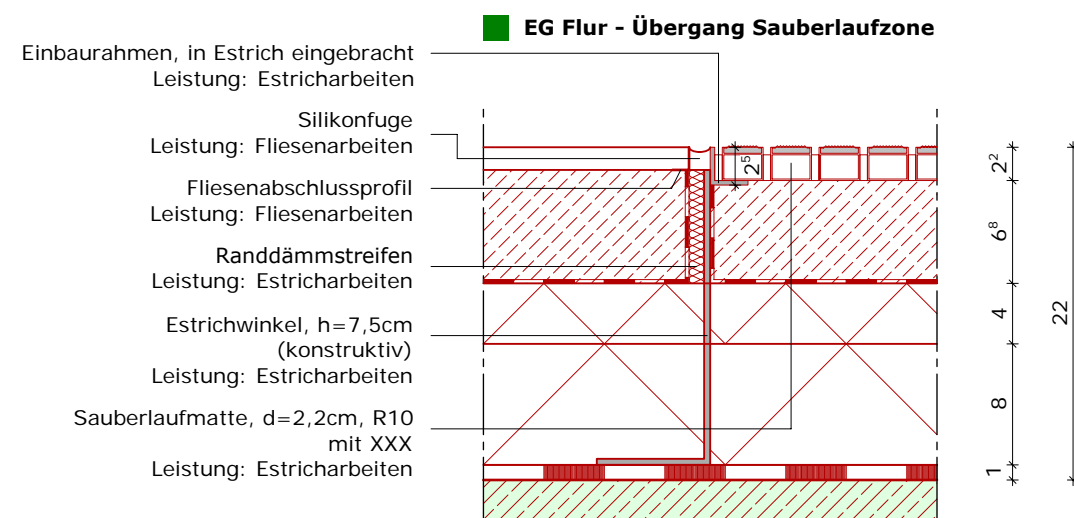 EG Flur - Übergang Sauberlaufzone
Einbaurahmen, in Estrich eingebracht
Leistung: Estricharbeiten
Silikonfuge
Leistung: Fliesenarbeiten
Fliesenabschlussprofil
Leistung: Fliesenarbeiten
Randdämmstreifen
Leistung: Estricharbeiten
Estrichwinkel, h=7,5cm
(konstruktiv)
Leistung: Estricharbeiten
Sauberlaufmatte, d=2,2cm, R10
mit XXX
Leistung: Estricharbeiten
2⁵
2²
6⁸
4
8
1
22